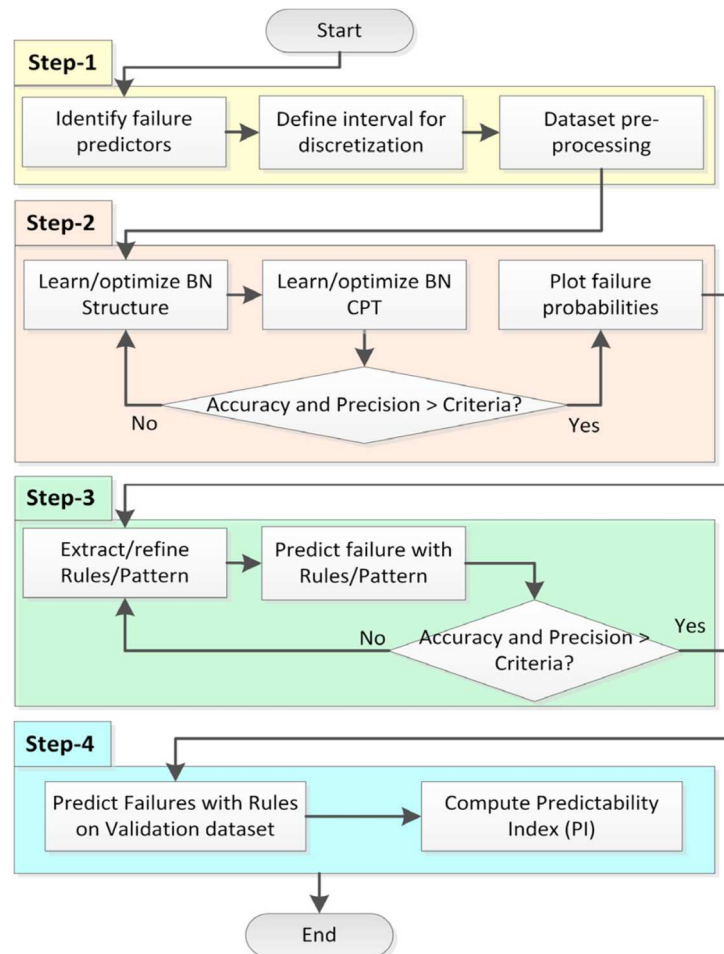 Start
Step-1
Identify failure
predictors
Define interval for
discretization
Dataset pre-
processing
Step-2
Learn/optimize BN
Structure
Learn/optimize BN
CPT
Plot failure
probabilities
Accuracy and Precision > Criteria?
No
Yes
Step-3
Extract/refine
Rules/Pattern
Predict failure with
Rules/Pattern
No
Accuracy and Precision >
Criteria?
Yes
Step-4
Predict Failures with Rules
on Validation dataset
Compute Predictability
Index (PI)
End